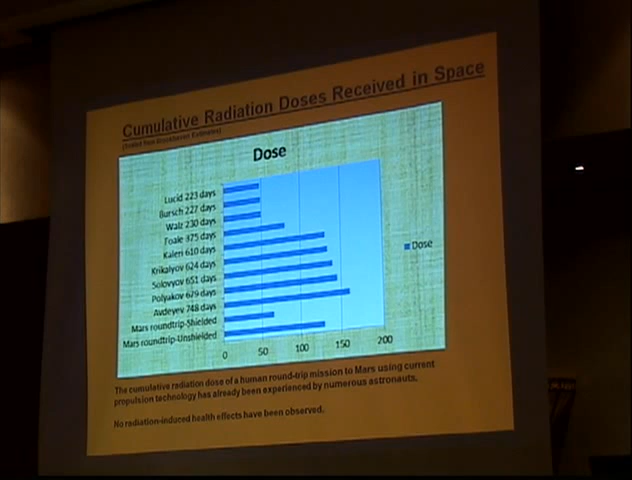 Cumulative Radiation Doses Received in Space
Dose
Lucid 223 days
Bursch 227 days
Walz 230 days
Foale 375 days
Kaleri 610 days
Krikalyov 624 days
Solovyov 651 days
Polyakov 679 days
Avdeyev 748 days
Mars roundtrip-Shielded
Mars roundtrip-Unshielded
Dose
0 50 100 150 200
The cumulative radiation dose of a human round-trip mission to Mars using current
propulsion technology has already been experienced by numerous astronauts.
No radiation-induced health effects have been observed.